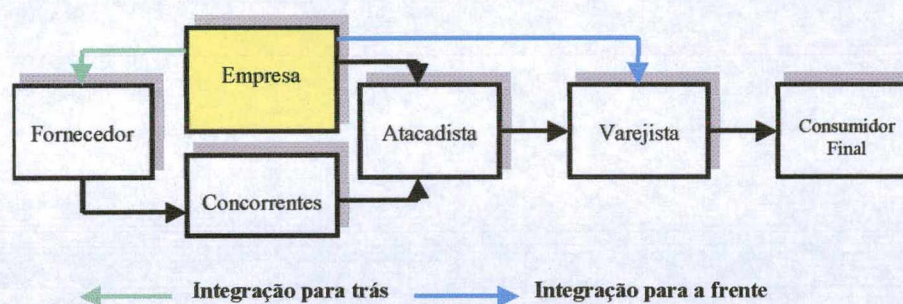 Empresa
Fornecedor
Atacadista
Varejista
Consumidor
Final
Concorrentes
Integração para trás
Integração para a frente